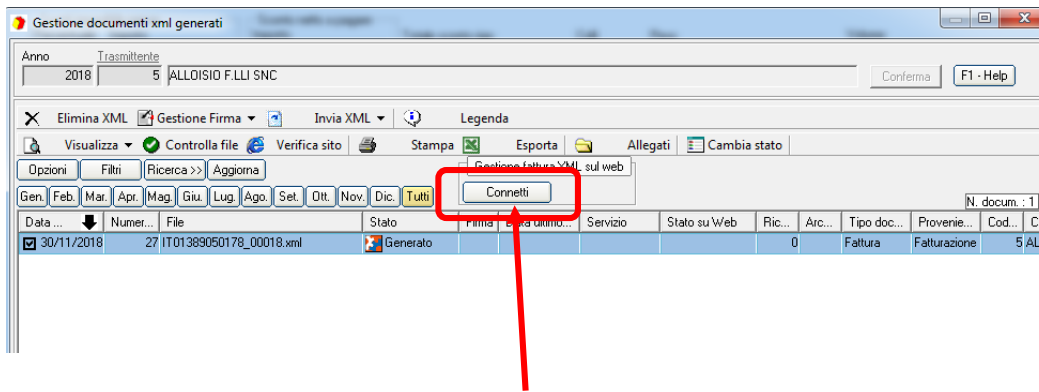 Gestione documenti xml generati
Anno Trasmittente
2018 5 ALLOISIO F.LLI SNC Conferma F1 - Help
Elimina XML Gestione Firma Invia XML Legenda
Visualizza Controlla file Verifica sito Stampa Esporta Allegati Cambia stato
Opzioni Filtri Ricerca >> Aggiorna Gestione fattura XML sul web
Gen. Feb. Mar. Apr. Mag. Giu. Lug. Ago. Set. Ott. Nov. Dic. Tutti Connetti N. docum. : 1
Data ... Numer... File Stato Firma Data ultimo... Servizio Stato su Web Ric... Arc... Tipo doc... Provenie... Cod... C
30/11/2018 27 IT01389050178_00018.xml Generato 0 Fattura Fatturazione 5 AL